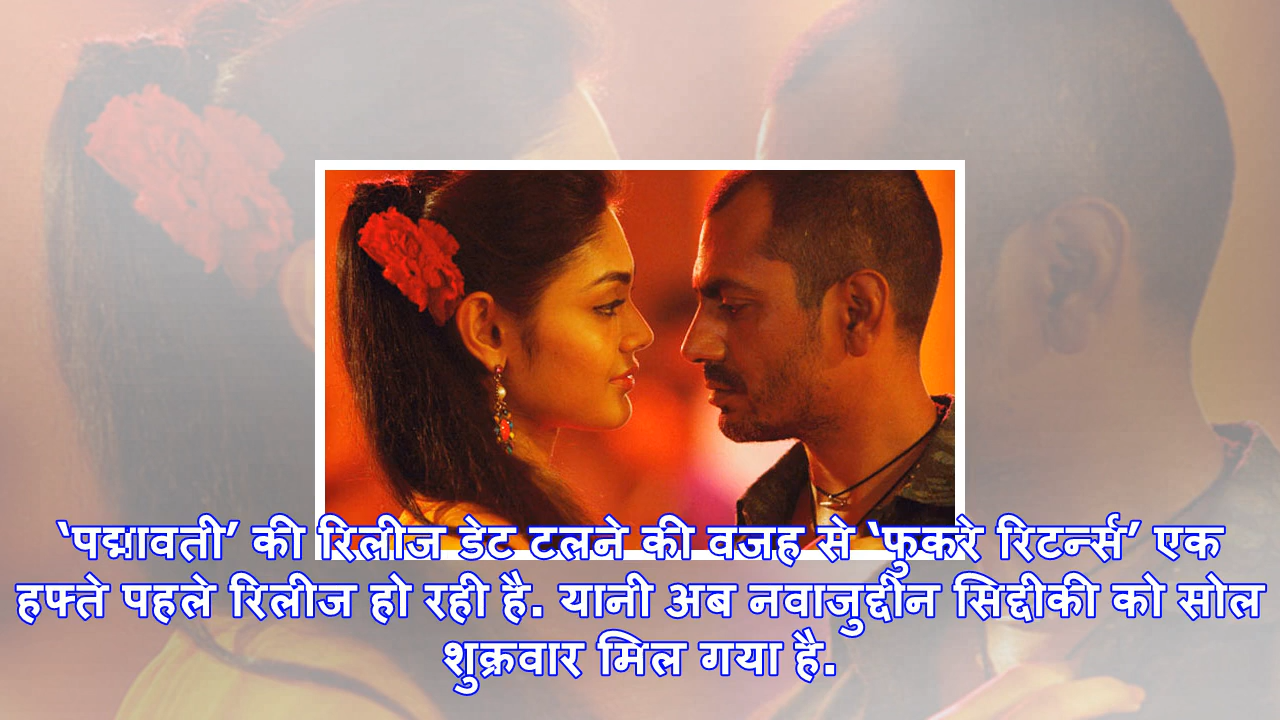 ‘पद्मावती’ की रिलीज डेट टलने की वजह से ‘फुकरे रिटर्न्स’ एक
हफ्ते पहले रिलीज हो रही है. यानी अब नवाजुद्दीन सिद्दीकी को सोल
शुक्रवार मिल गया है.